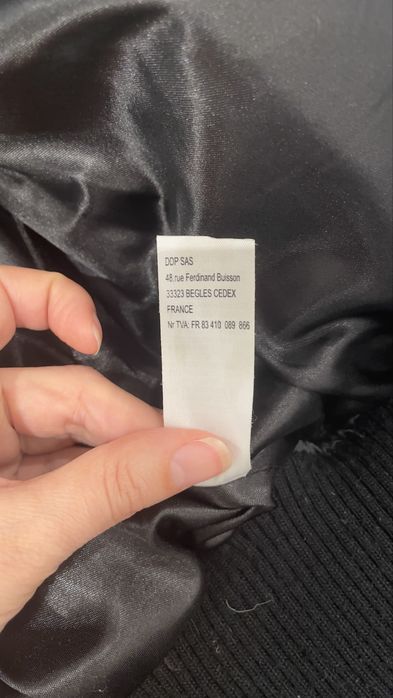 DDP SAS
48,rue Ferdinand Buisson
33323 BEGLES CEDEX
FRANCE
Nr TVA: FR 83 410 089 866